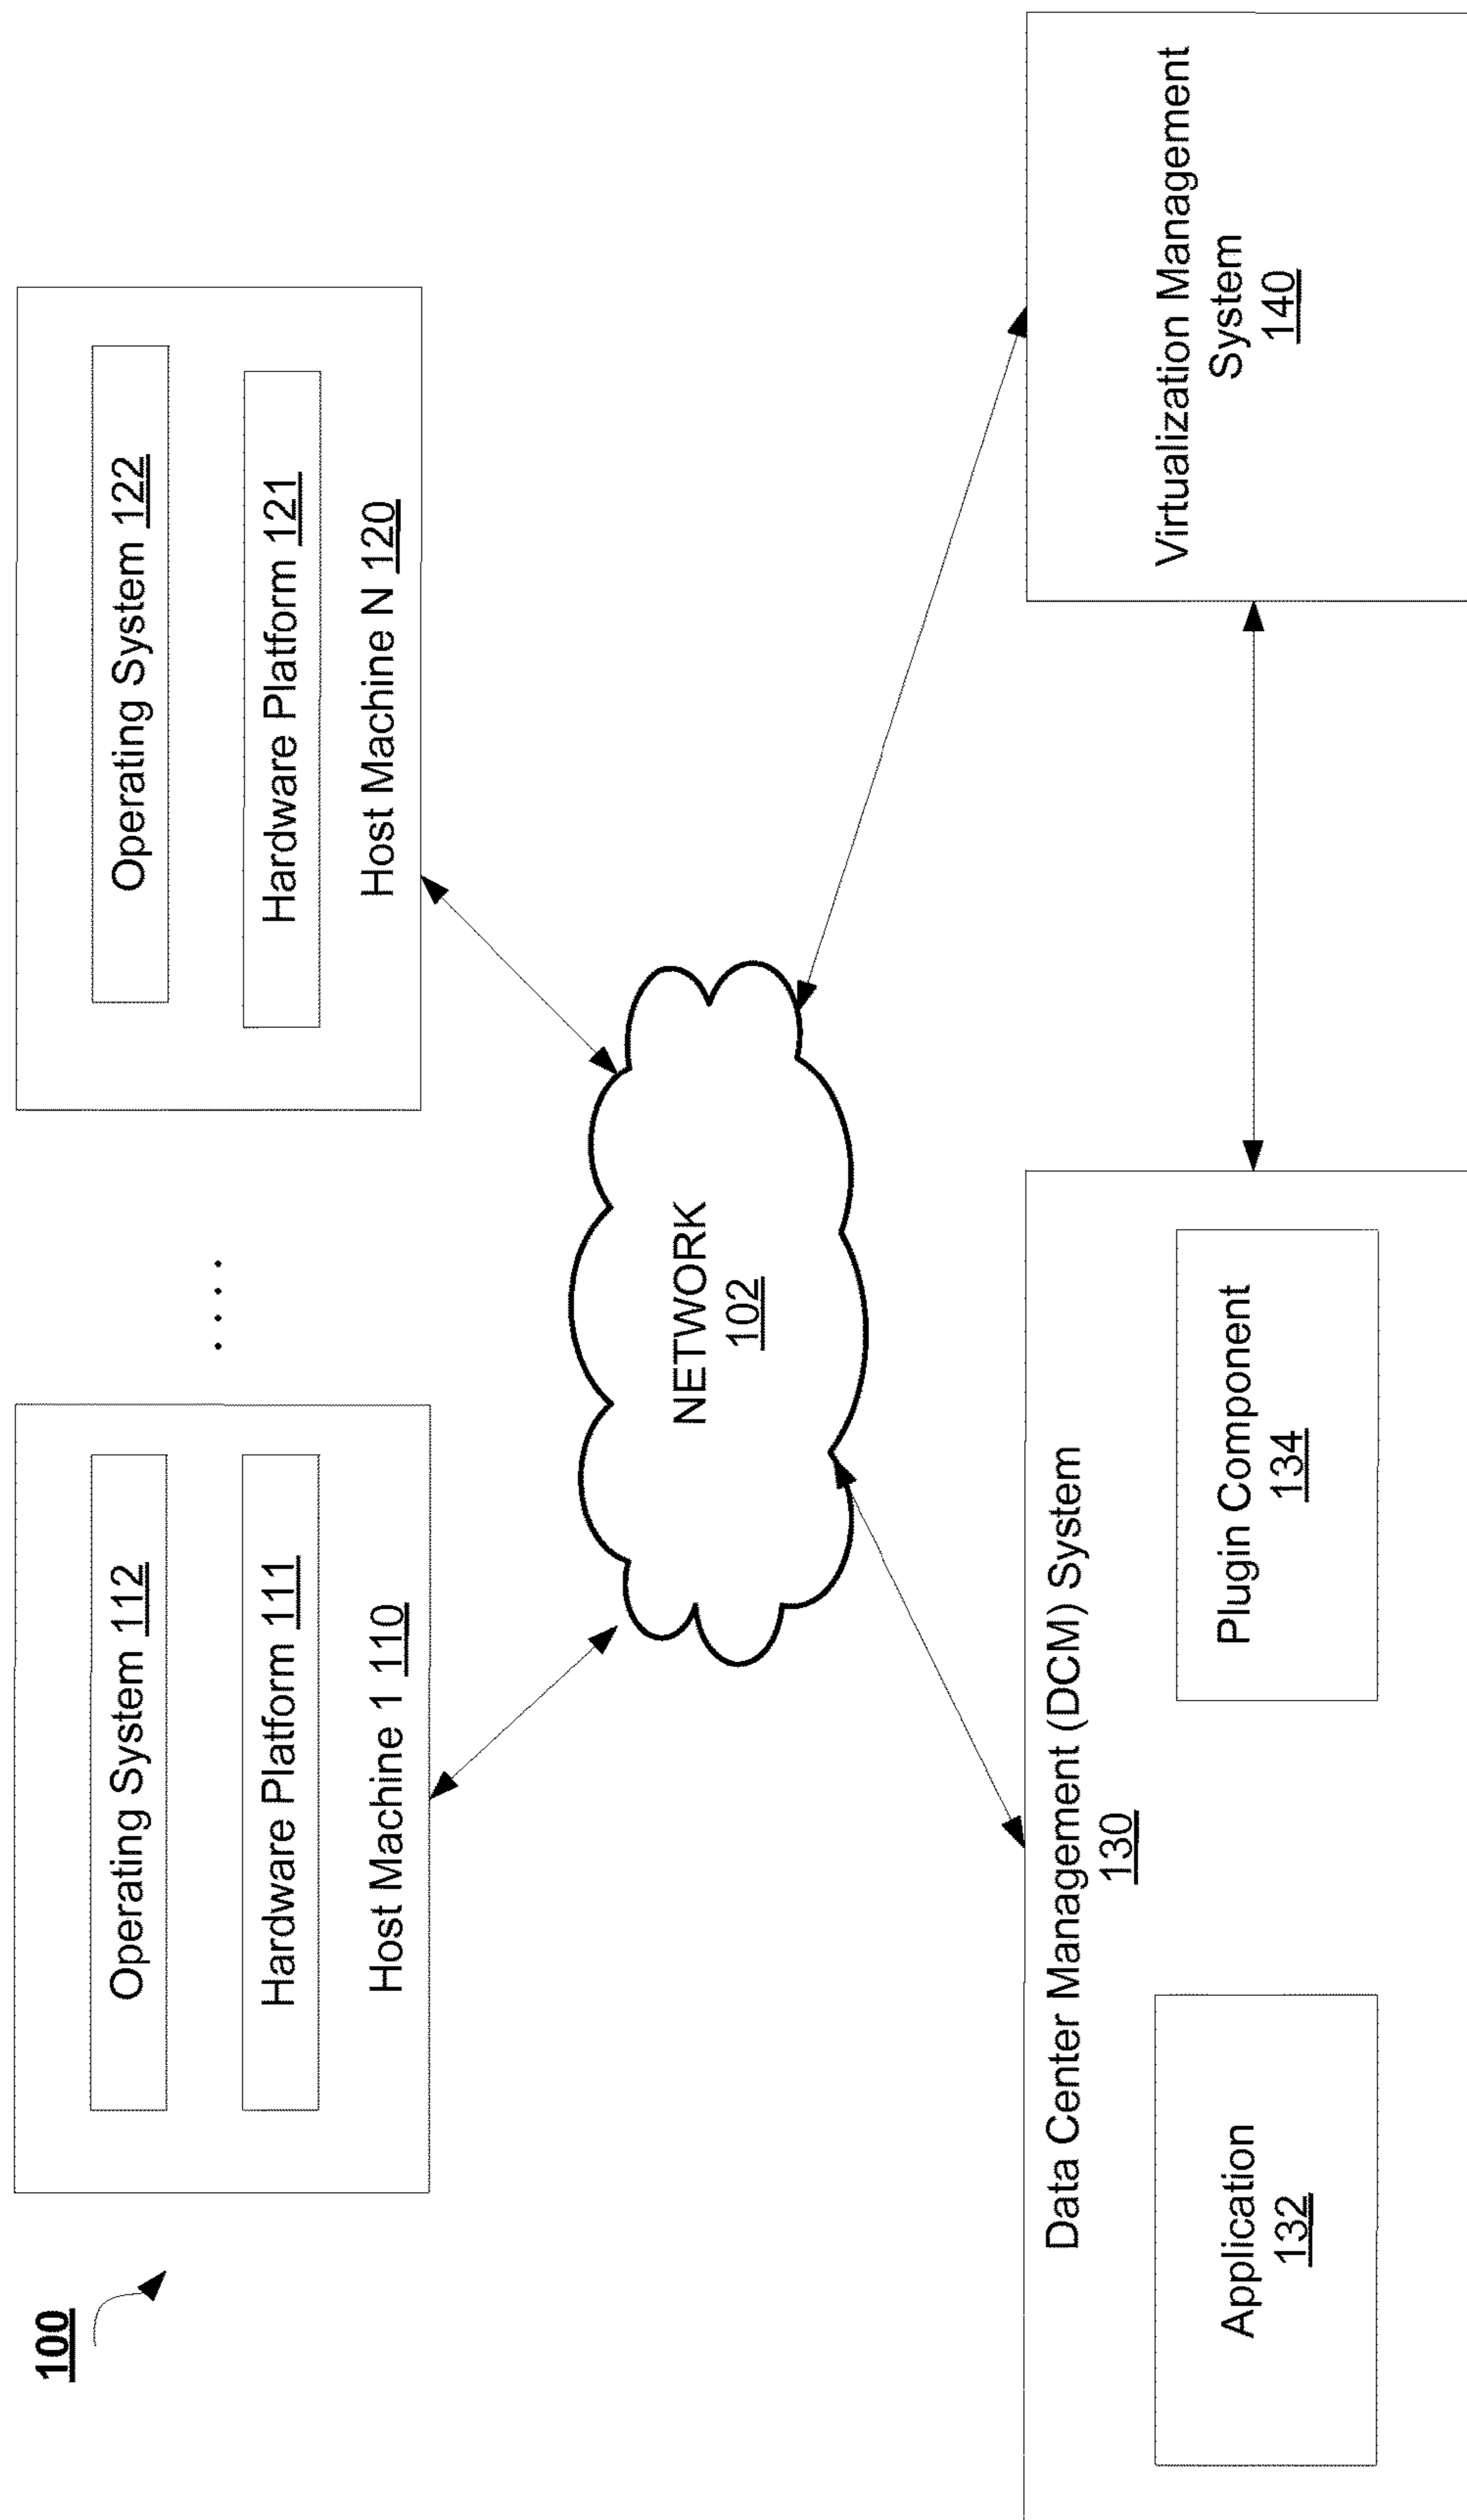 100
Operating System 112
Hardware Platform 111
Host Machine 1 110
. . . .
Operating System 122
Hardware Platform 121
Host Machine N 120
NETWORK
102
Data Center Management (DCM) System
130
Application
132
Plugin Component
134
Virtualization Management
System
140